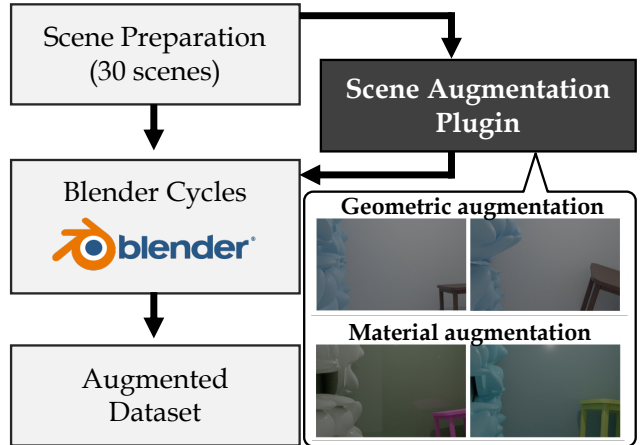 Scene Preparation
(30 scenes)
Scene Augmentation
Plugin
Blender Cycles
blender®
Geometric augmentation
Material augmentation
Augmented
Dataset